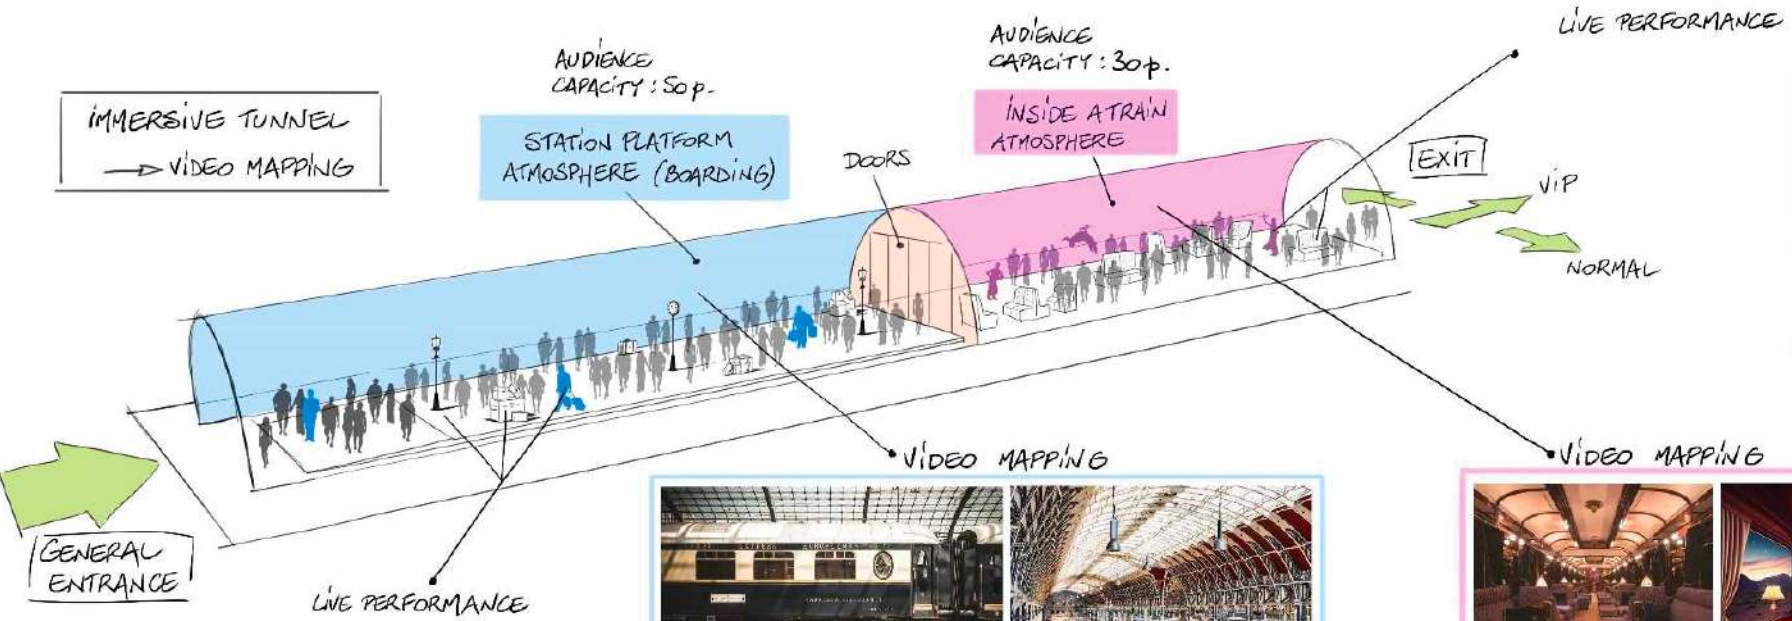 LIVE PERFORMANCE
AUDIENCE
CAPACITY : 30p.
AUDIENCE
CAPACITY : 50p.
IMMERSIVE TUNNEL
→ VIDEO MAPPING
STATION PLATFORM
ATMOSPHERE (BOARDING)
INSIDE A TRAIN
ATMOSPHERE
DOORS
EXIT
VIP
NORMAL
VIDEO MAPPING
VIDEO MAPPING
GENERAL
ENTRANCE
LIVE PERFORMANCE